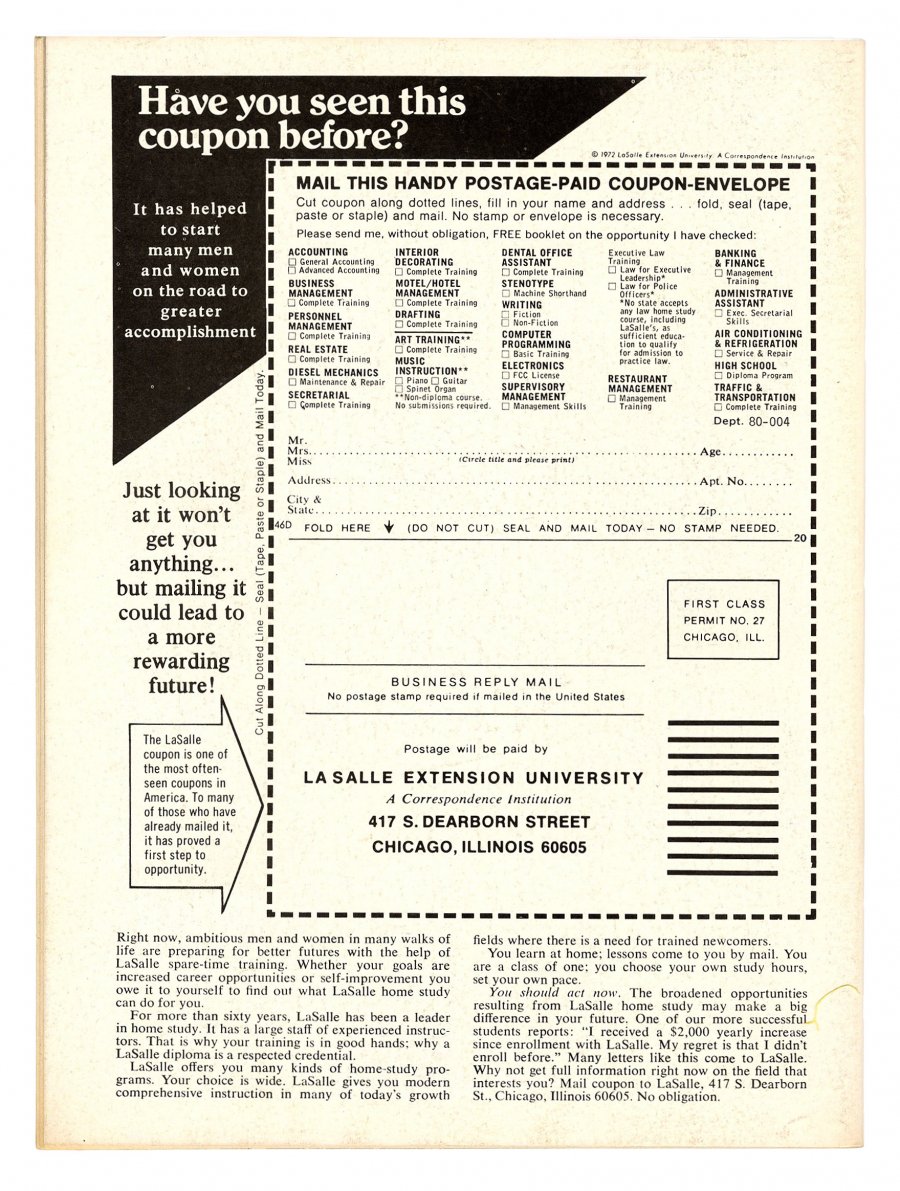 Have you seen this
coupon before?
© 1972 LaSalle Extension University A Correspondence Institution
It has helped
to start
many men
and women
on the road to
greater
accomplishment
Just looking
at it won't
get you
anything...
but mailing it
could lead to
a more
rewarding
future!
The LaSalle
coupon is one of
the most often-
seen coupons in
America. To many
of those who have
already mailed it,
it has proved a
first step to
opportunity.
Cut Along Dotted Line — Seal (Tape, Paste or Staple) and Mail Today.
MAIL THIS HANDY POSTAGE-PAID COUPON-ENVELOPE
Cut coupon along dotted lines, fill in your name and address . . . fold, seal (tape,
paste or staple) and mail. No stamp or envelope is necessary.
Please send me, without obligation, FREE booklet on the opportunity I have checked:
ACCOUNTING
☐ General Accounting
☐ Advanced Accounting
BUSINESS
MANAGEMENT
☐ Complete Training
PERSONNEL
MANAGEMENT
☐ Complete Training
REAL ESTATE
☐ Complete Training
DIESEL MECHANICS
☐ Maintenance & Repair
SECRETARIAL
☐ Complete Training
INTERIOR
DECORATING
☐ Complete Training
MOTEL/HOTEL
MANAGEMENT
☐ Complete Training
DRAFTING
☐ Complete Training
ART TRAINING**
☐ Complete Training
MUSIC
INSTRUCTION**
☐ Piano ☐ Guitar
☐ Spinet Organ
**Non-diploma course.
No submissions required.
DENTAL OFFICE
ASSISTANT
☐ Complete Training
STENOTYPE
☐ Machine Shorthand
WRITING
☐ Fiction
☐ Non-Fiction
COMPUTER
PROGRAMMING
☐ Basic Training
ELECTRONICS
☐ FCC License
SUPERVISORY
MANAGEMENT
☐ Management Skills
Executive Law
Training
☐ Law for Executive
Leadership*
☐ Law for Police
Officers*
*No state accepts
any law home study
course, including
LaSalle's, as
sufficient educa-
tion to qualify
for admission to
practice law.
RESTAURANT
MANAGEMENT
☐ Management
Training
BANKING
& FINANCE
☐ Management
Training
ADMINISTRATIVE
ASSISTANT
☐ Exec. Secretarial
Skills
AIR CONDITIONING
& REFRIGERATION
☐ Service & Repair
HIGH SCHOOL
☐ Diploma Program
TRAFFIC &
TRANSPORTATION
☐ Complete Training
Dept. 80-004
Mr.
Mrs. Age
Miss (Circle title and please print)
Address Apt. No.
City &
State Zip
46D FOLD HERE (DO NOT CUT) SEAL AND MAIL TODAY — NO STAMP NEEDED.
20
FIRST CLASS
PERMIT NO. 27
CHICAGO, ILL.
BUSINESS REPLY MAIL
No postage stamp required if mailed in the United States
Postage will be paid by
LA SALLE EXTENSION UNIVERSITY
A Correspondence Institution
417 S. DEARBORN STREET
CHICAGO, ILLINOIS 60605
Right now, ambitious men and women in many walks of
life are preparing for better futures with the help of
LaSalle spare-time training. Whether your goals are
increased career opportunities or self-improvement you
owe it to yourself to find out what LaSalle home study
can do for you.
For more than sixty years, LaSalle has been a leader
in home study. It has a large staff of experienced instruc-
tors. That is why your training is in good hands; why a
LaSalle diploma is a respected credential.
LaSalle offers you many kinds of home-study pro-
grams. Your choice is wide. LaSalle gives you modern
comprehensive instruction in many of today's growth
fields where there is a need for trained newcomers.
You learn at home; lessons come to you by mail. You
are a class of one; you choose your own study hours,
set your own pace.
You should act now. The broadened opportunities
resulting from LaSalle home study may make a big
difference in your future. One of our more successful
students reports: “I received a $2,000 yearly increase
since enrollment with LaSalle. My regret is that I didn't
enroll before.” Many letters like this come to LaSalle.
Why not get full information right now on the field that
interests you? Mail coupon to LaSalle, 417 S. Dearborn
St., Chicago, Illinois 60605. No obligation.